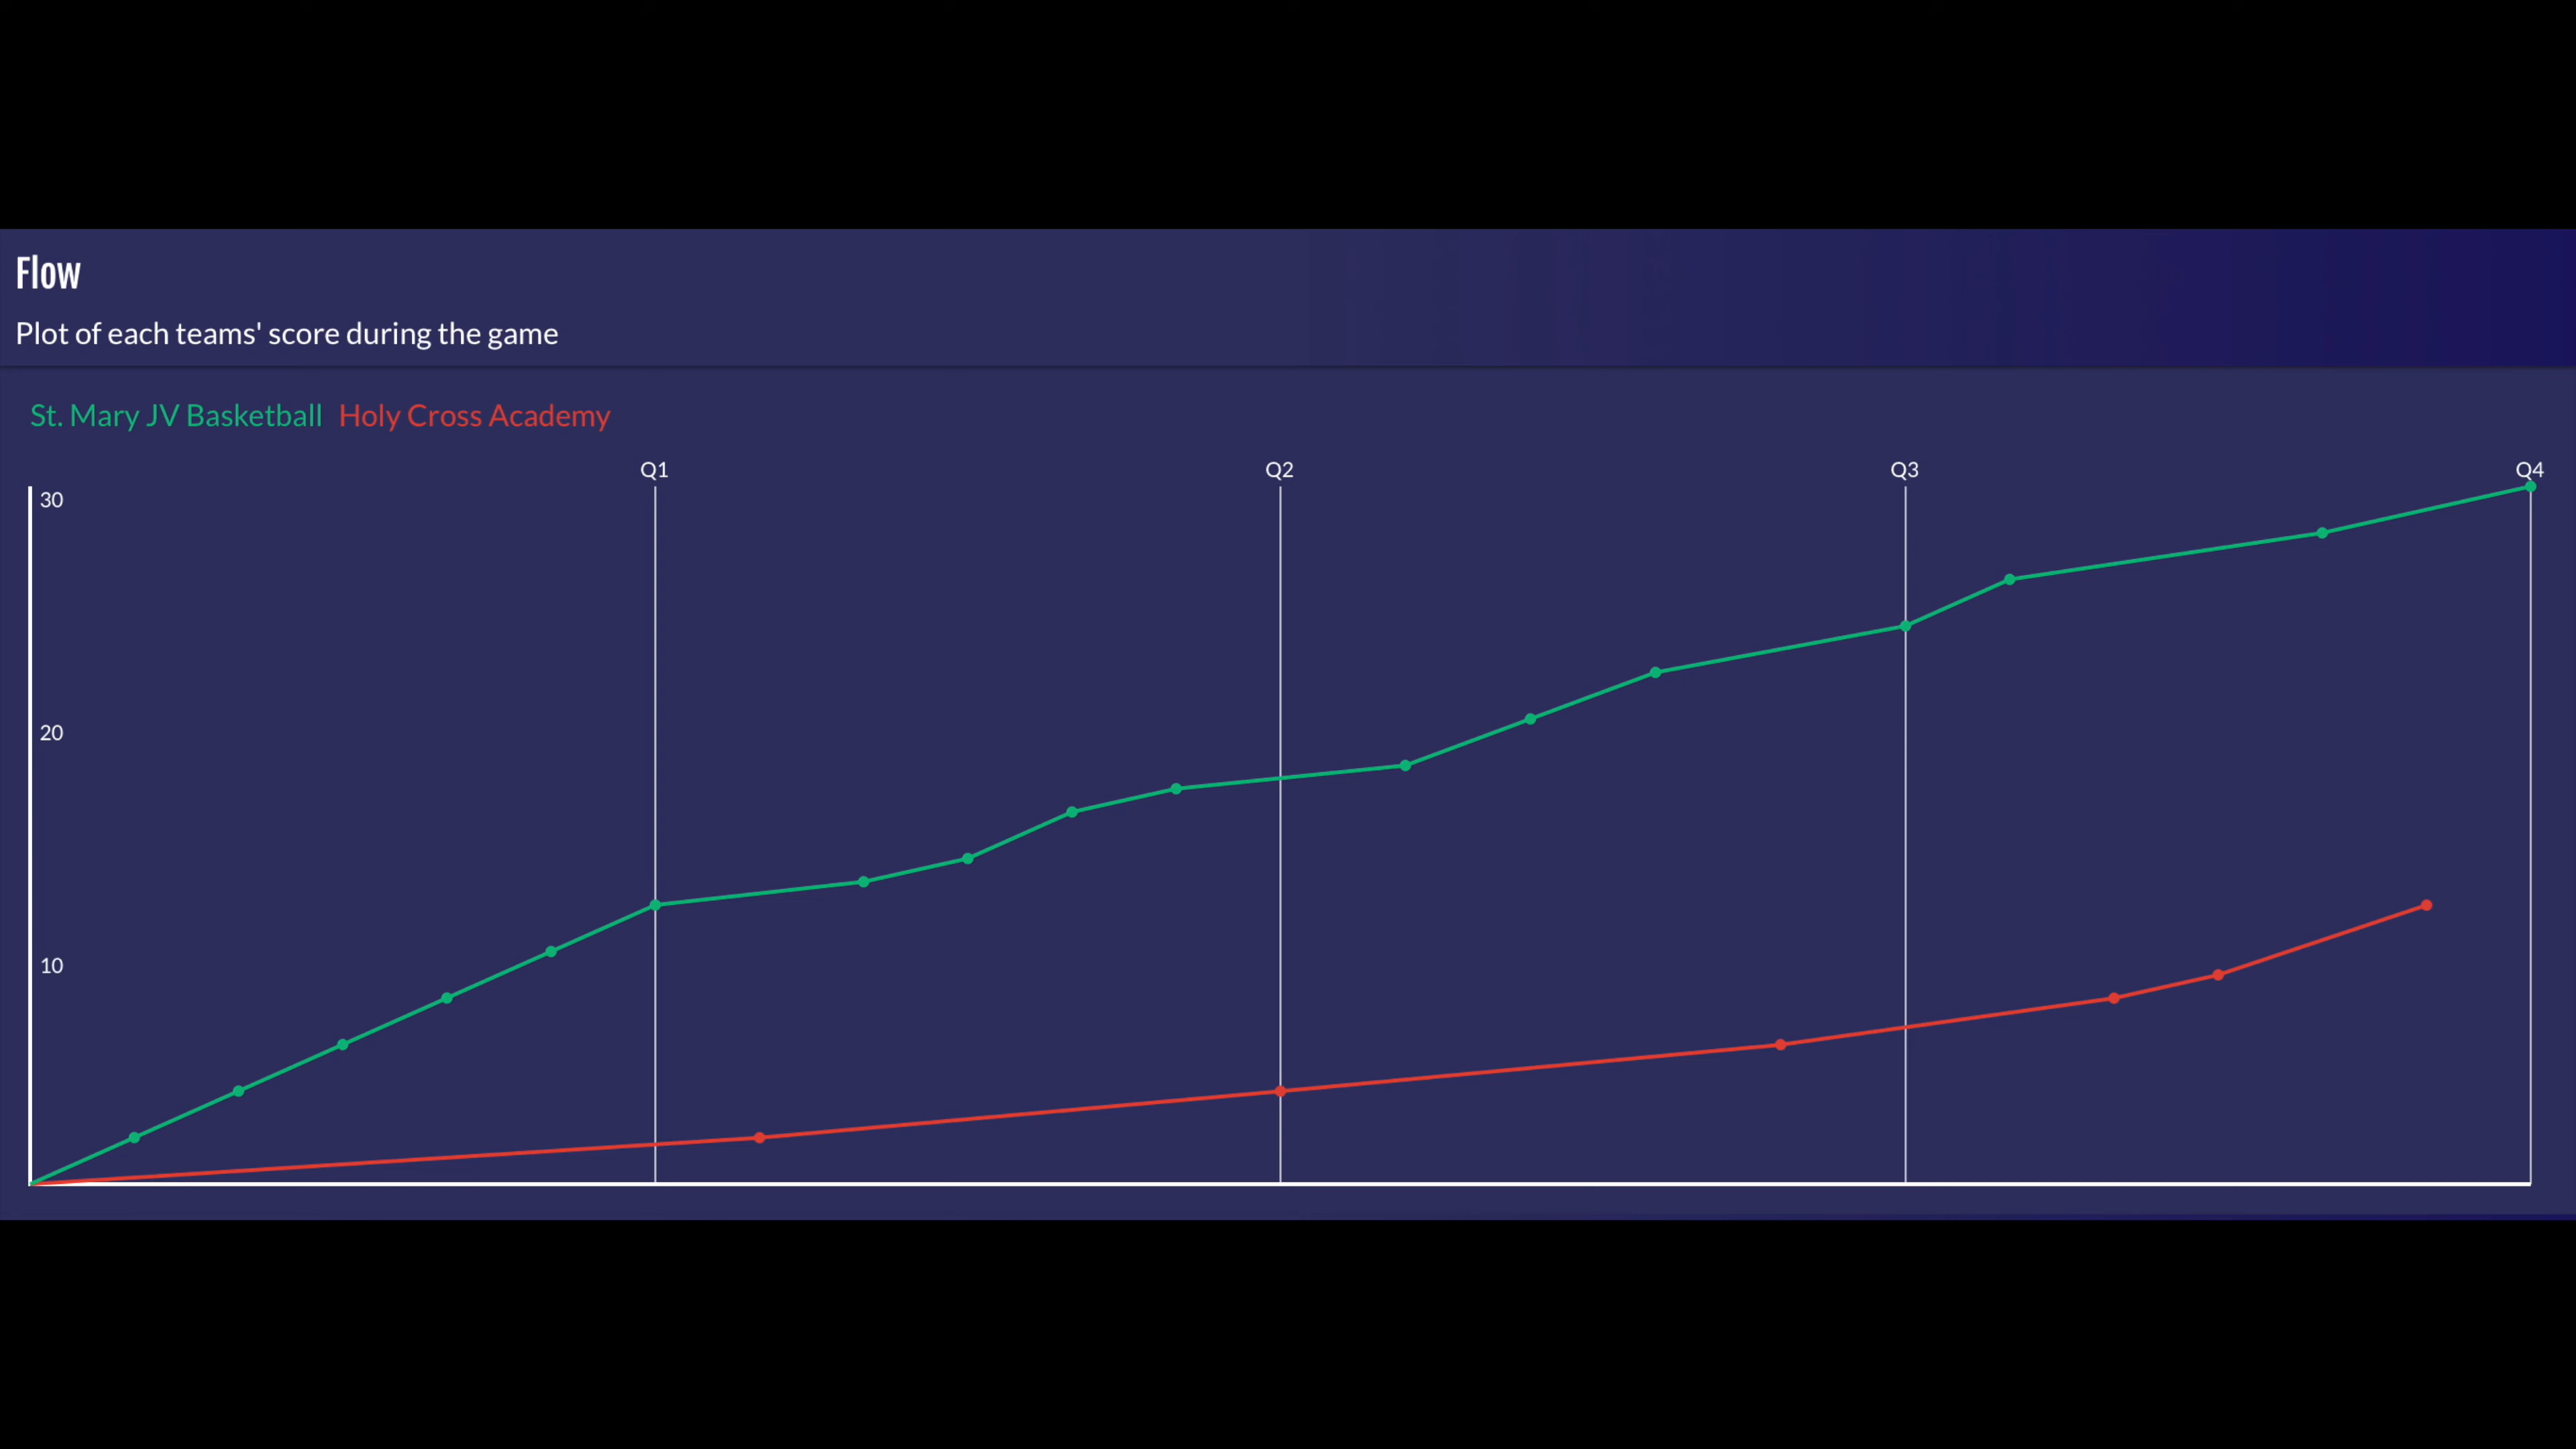 Flow
Plot of each teams' score during the game
St. Mary JV Basketball Holy Cross Academy
Q1 Q2 Q3 Q4
30
20
10